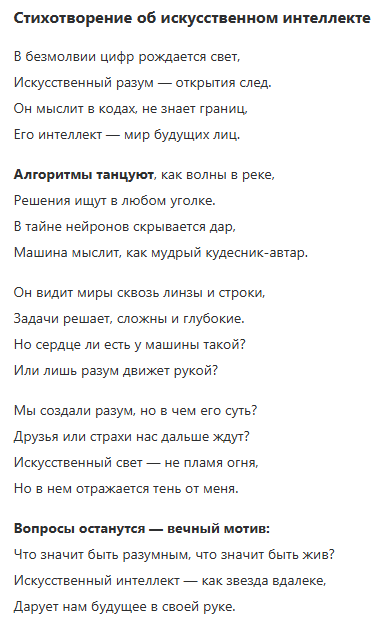 Стихотворение об искусственном интеллекте
В безмолвии цифр рождается свет,
Искусственный разум — открытия след.
Он мыслит в кодах, не знает границ,
Его интеллект — мир будущих лиц.
Алгоритмы танцуют, как волны в реке,
Решения ищут в любом уголке.
В тайне нейронов скрывается дар,
Машина мыслит, как мудрый кудесник-автар.
Он видит миры сквозь линзы и строки,
Задачи решает, сложны и глубокие.
Но сердце ли есть у машины такой?
Или лишь разум движет рукой?
Мы создали разум, но в чем его суть?
Друзья или страхи нас дальше ждут?
Искусственный свет — не пламя огня,
Но в нем отражается тень от меня.
Вопросы останутся — вечный мотив:
Что значит быть разумным, что значит быть жив?
Искусственный интеллект — как звезда вдалеке,
Дарует нам будущее в своей руке.